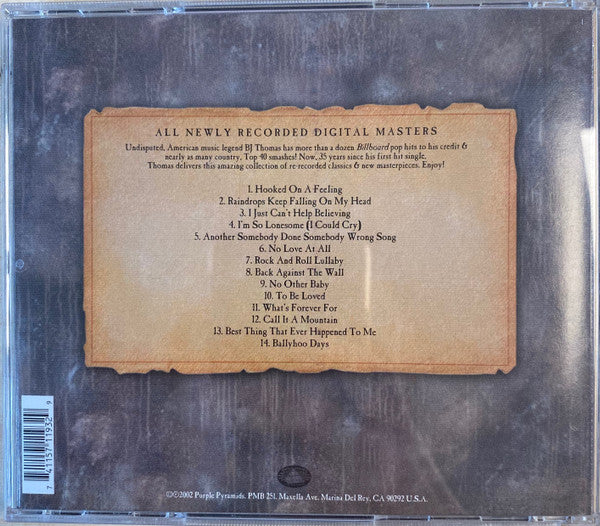 ALL NEWLY RECORDED DIGITAL MASTERS
Undisputed, American music legend BJ Thomas has more than a dozen Billboard pop hits to his credit &
nearly as many country, Top 40 smashes! Now, 35 years since his first hit single,
Thomas delivers this amazing collection of re-recorded classics & new masterpieces. Enjoy!
1. Hooked On A Feeling
2. Raindrops Keep Falling On My Head
3. I Just Can't Help Believing
4. I'm So Lonesome (I Could Cry)
5. Another Somebody Done Somebody Wrong Song
6. No Love At All
7. Rock And Roll Lullaby
8. Back Against The Wall
9. No Other Baby
10. To Be Loved
11. What's Forever For
12. Call It A Mountain
13. Best Thing That Ever Happened To Me
14. Ballyhoo Days
7 41157 11932 9
©℗2002 Purple Pyramids, PMB 251, Maxella Ave. Marina Del Rey, CA 90292 U.S.A.